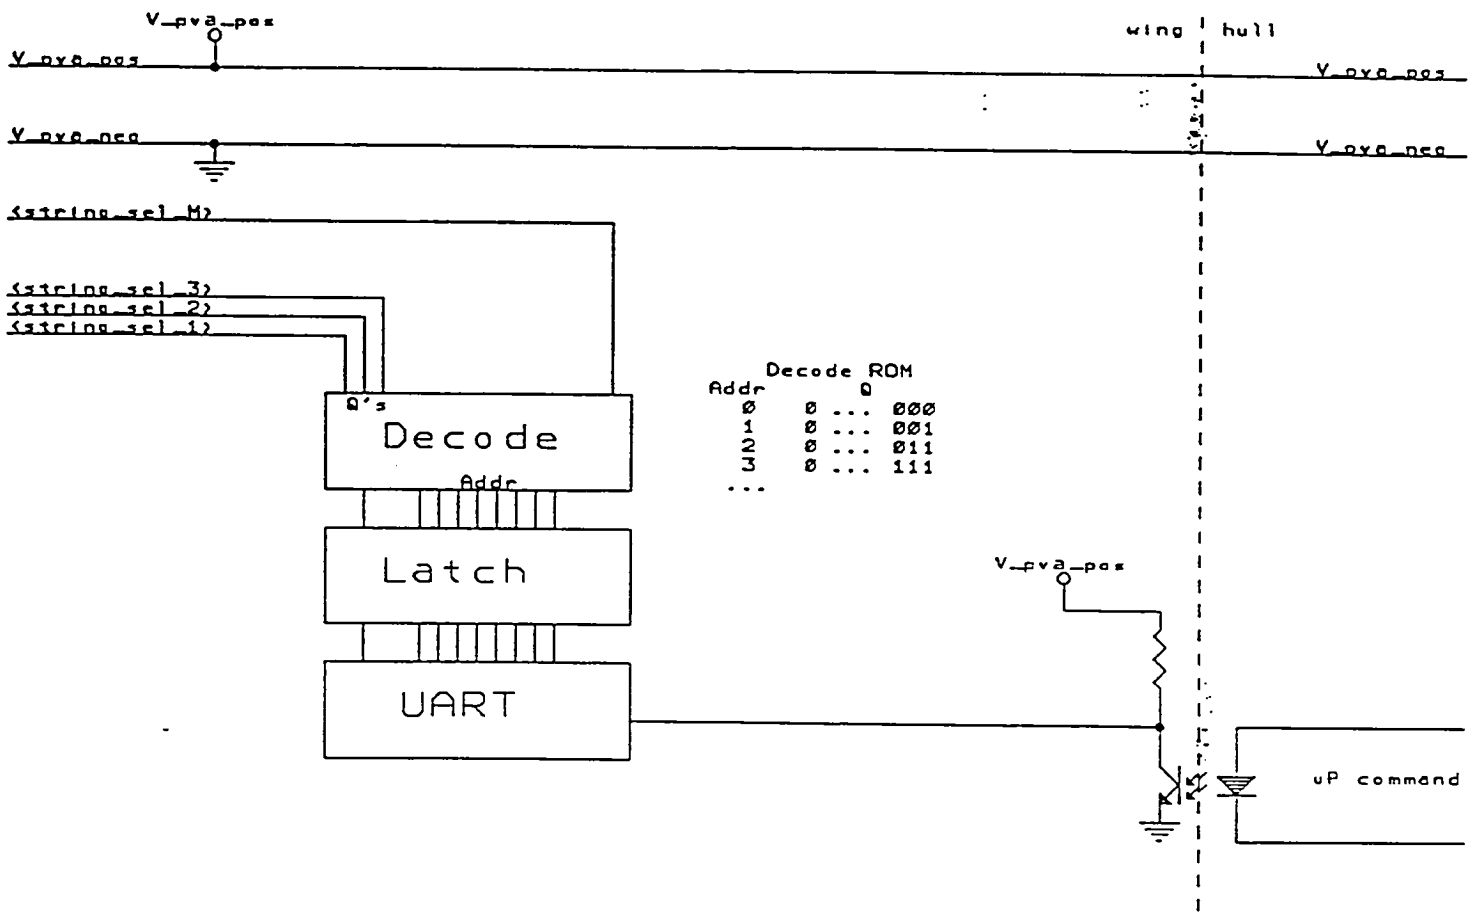 V_pva_pos
wing hull
V_pva_pos V_pva_pos
V_pva_neg V_pva_neg
<string_sel_M>
<string_sel_3>
<string_sel_2>
<string_sel_1>
Decode ROM
Addr Q
0 0 ... 000
1 0 ... 001
2 0 ... 011
3 0 ... 111
...
Q's
Decode
Addr
Latch
V_pva_pos
UART
uP command